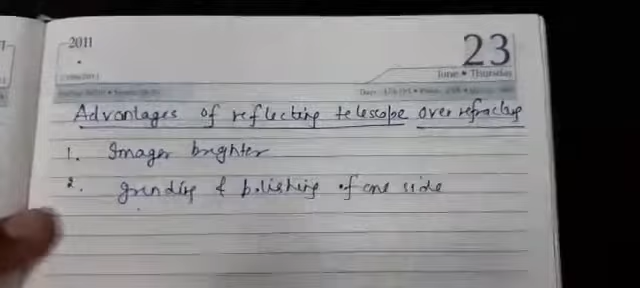 2011
23
June • Thursday
Advantages of reflecting telescope over refracting
1. Images brighter
2. grinding & polishing of one side